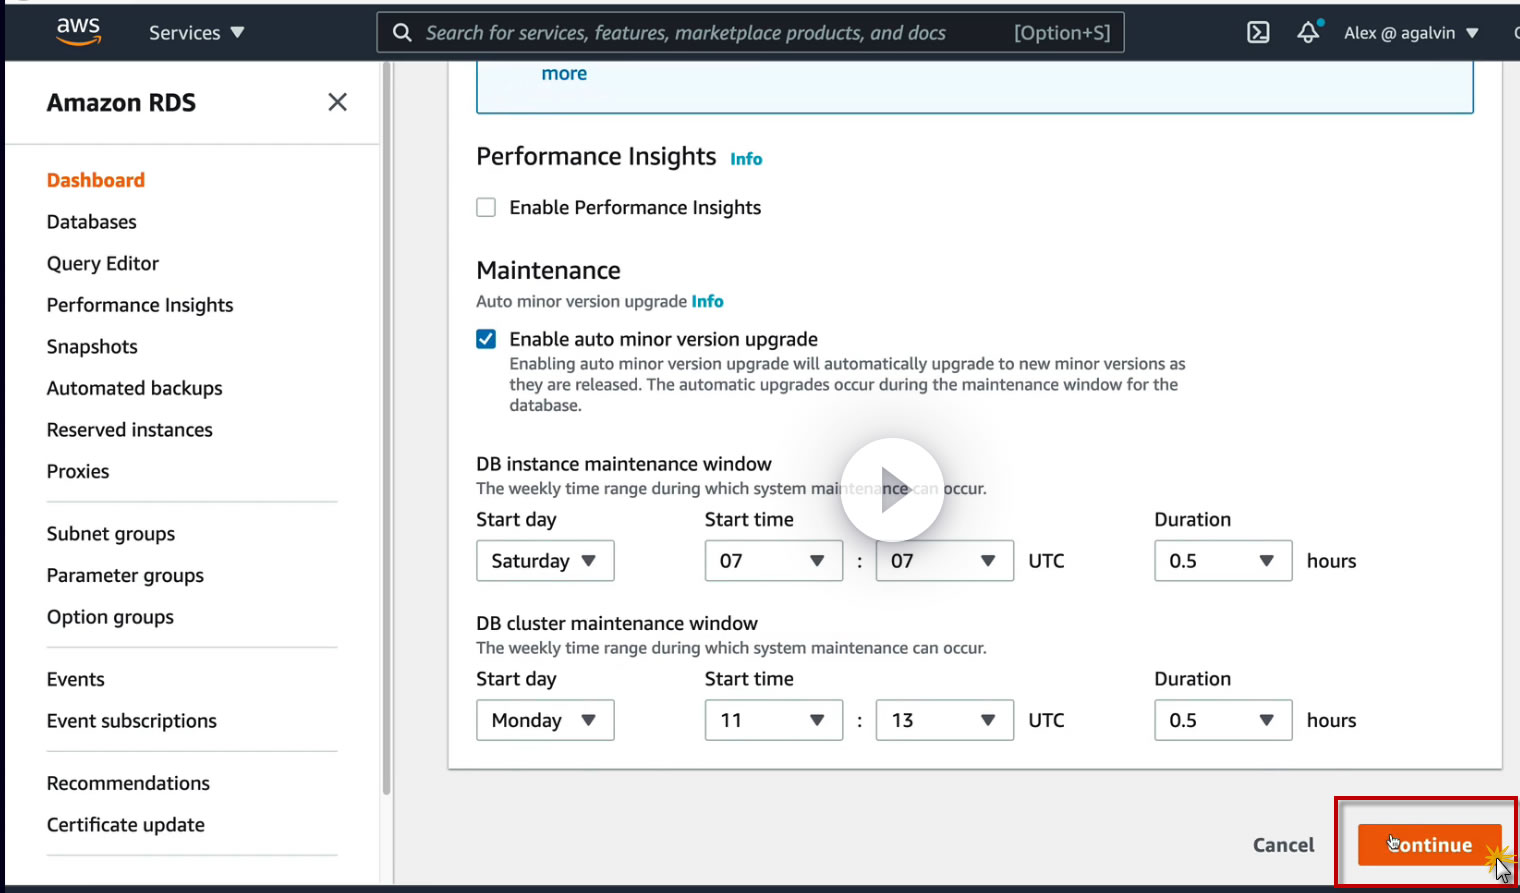 aws
Services
Search for services, features, marketplace products, and docs
[Option+S]
Alex @ agalvin
Amazon RDS
Dashboard
Databases
Query Editor
Performance Insights
Snapshots
Automated backups
Reserved instances
Proxies
Subnet groups
Parameter groups
Option groups
Events
Event subscriptions
Recommendations
Certificate update
more
Performance Insights Info
Enable Performance Insights
Maintenance
Auto minor version upgrade Info
Enable auto minor version upgrade
Enabling auto minor version upgrade will automatically upgrade to new minor versions as
they are released. The automatic upgrades occur during the maintenance window for the
database.
DB instance maintenance window
The weekly time range during which system maintenance can occur.
Start day Start time Duration
Saturday 07 : 07 UTC 0.5 hours
DB cluster maintenance window
The weekly time range during which system maintenance can occur.
Start day Start time Duration
Monday 11 : 13 UTC 0.5 hours
Cancel Continue